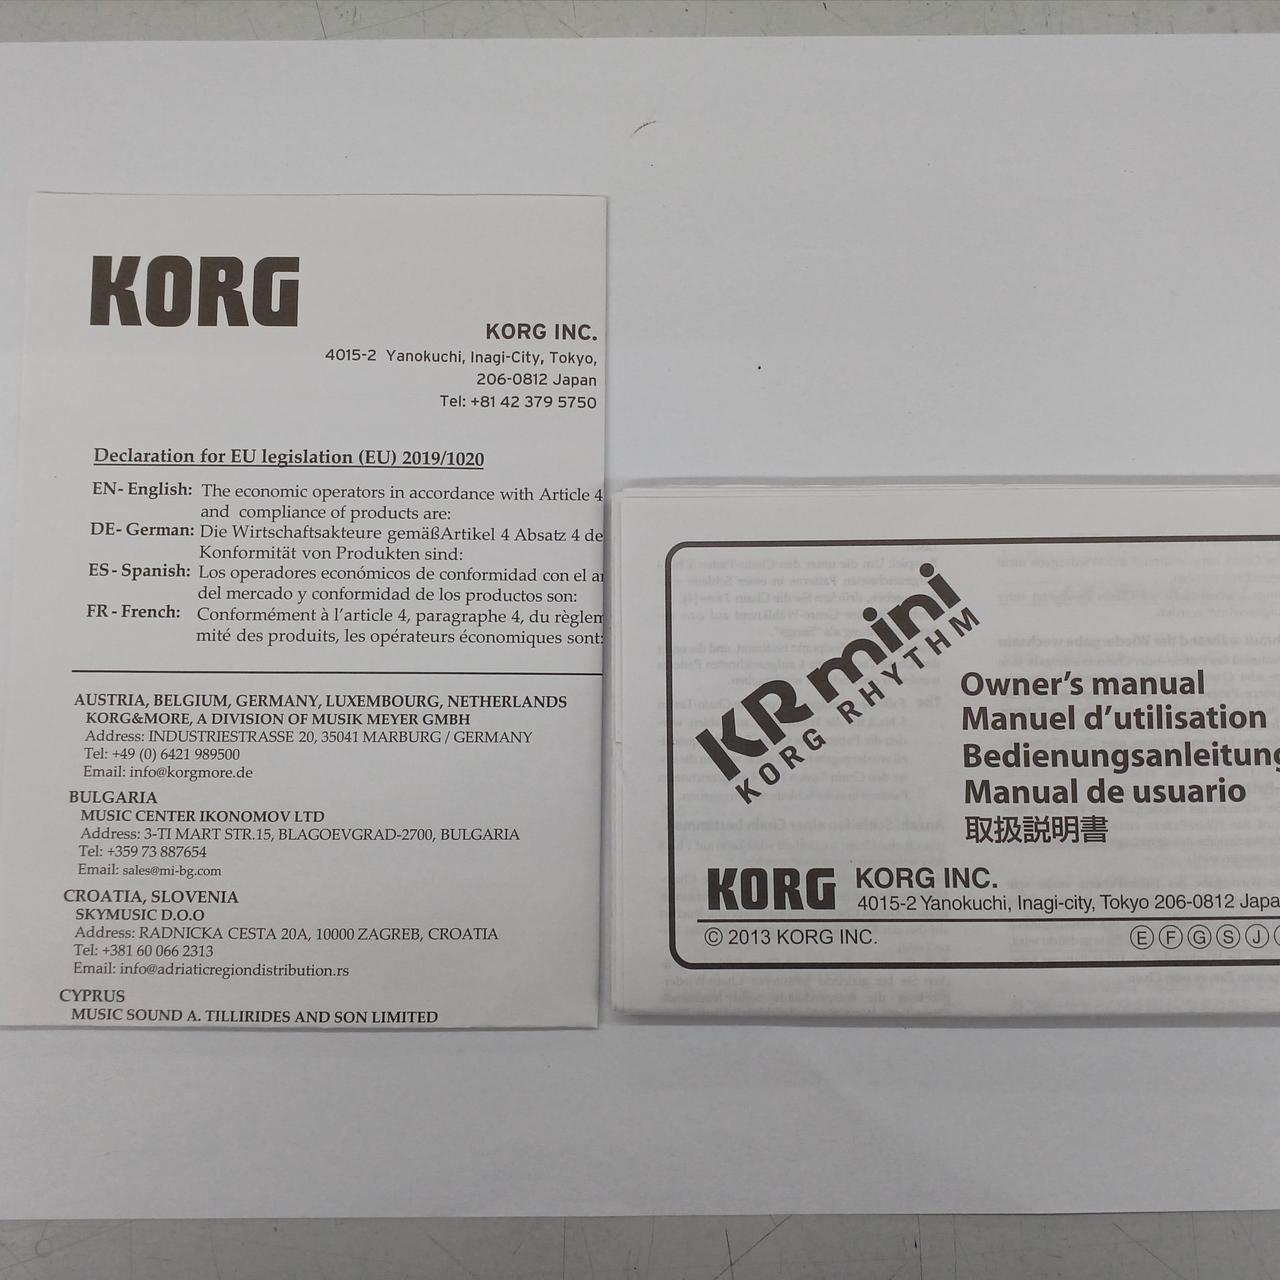 KORG
KORG INC.
4015-2 Yanokuchi, Inagi-City, Tokyo,
206-0812 Japan
Tel: +81 42 379 5750
Declaration for EU legislation (EU) 2019/1020
EN- English: The economic operators in accordance with Article 4
and compliance of products are:
DE- German: Die Wirtschaftsakteure gemäßArtikel 4 Absatz 4 de
Konformität von Produkten sind:
ES - Spanish: Los operadores económicos de conformidad con el
del mercado y conformidad de los productos son:
FR - French: Conformément à l'article 4, paragraphe 4, du règlem
mité des produits, les opérateurs économiques sont:
AUSTRIA, BELGIUM, GERMANY, LUXEMBOURG, NETHERLANDS
KORG&MORE, A DIVISION OF MUSIK MEYER GMBH
Address: INDUSTRIESTRASSE 20, 35041 MARBURG / GERMANY
Tel: +49 (0) 6421 989500
Email: info@korgmore.de
BULGARIA
MUSIC CENTER IKONOMOV LTD
Address: 3-TI MART STR.15, BLAGOEVGRAD-2700, BULGARIA
Tel: +359 73 887654
Email: sales@mi-bg.com
CROATIA, SLOVENIA
SKYMUSIC D.O.O
Address: RADNICKA CESTA 20A, 10000 ZAGREB, CROATIA
Tel: +381 60 066 2313
Email: info@adriaticregiondistribution.rs
CYPRUS
MUSIC SOUND A. TILLIRIDES AND SON LIMITED
KR mini
KORG RHYTHM
Owner's manual
Manuel d'utilisation
Bedienungsanleitung
Manual de usuario
取扱説明書
KORG KORG INC.
4015-2 Yanokuchi, Inagi-city, Tokyo 206-0812 Japa
© 2013 KORG INC. Ⓔ Ⓕ Ⓖ Ⓢ Ⓙ